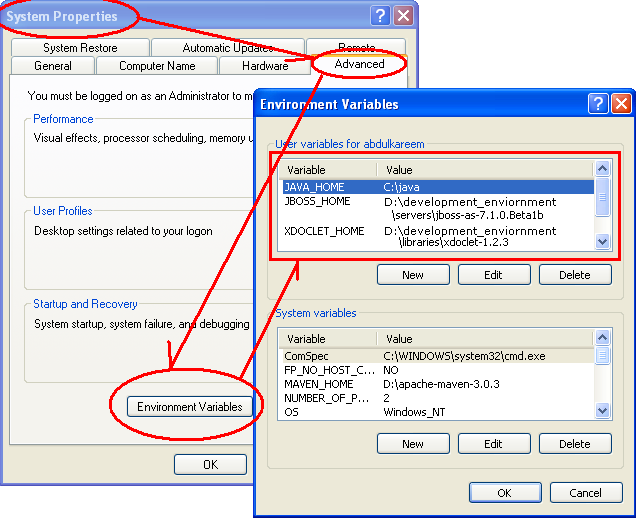 System Properties
System Restore
Automatic Updates
Remote
General
Computer Name
Hardware
Advanced
You must be logged on as an Administrator to m
Performance
Visual effects, processor scheduling, memory u
User Profiles
Desktop settings related to your logon
Startup and Recovery
System startup, system failure, and debugging
Environment Variables
OK
Environment Variables
User variables for abdulkareem
Variable Value
JAVA_HOME C:\java
JBOSS_HOME D:\development_enviornment
\servers\jboss-as-7.1.0.Beta1b
XDOCLET_HOME D:\development_enviornment
\libraries\xdoclet-1.2.3
New Edit Delete
System variables
Variable Value
ComSpec C:\WINDOWS\system32\cmd.exe
FP_NO_HOST_C... NO
MAVEN_HOME D:\apache-maven-3.0.3
NUMBER_OF_P... 2
OS Windows_NT
New Edit Delete
OK Cancel